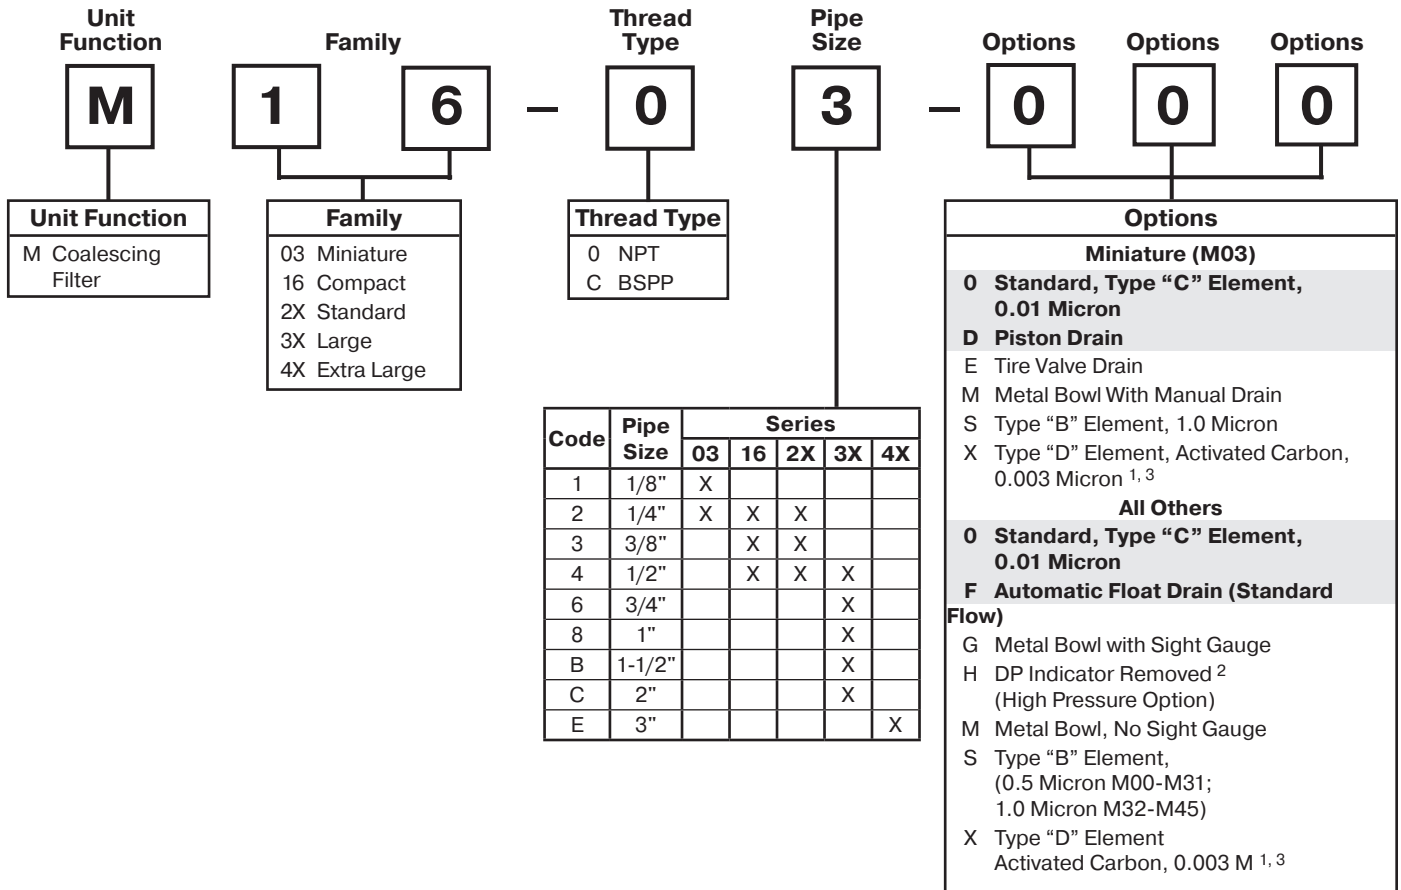 Unit Function
Family
Thread Type
Pipe Size
Options
Options
Options
M 1 6 – 0 3 – 0 0 0
Unit Function
M Coalescing
Filter
Family
03 Miniature
16 Compact
2X Standard
3X Large
4X Extra Large
Thread Type
0 NPT
C BSPP
Code Pipe Size Series
03 16 2X 3X 4X
1 1/8" X
2 1/4" X X X
3 3/8" X X
4 1/2" X X X
6 3/4" X
8 1" X
B 1-1/2" X
C 2" X
E 3" X
Options
Miniature (M03)
0 Standard, Type “C” Element,
0.01 Micron
D Piston Drain
E Tire Valve Drain
M Metal Bowl With Manual Drain
S Type “B” Element, 1.0 Micron
X Type “D” Element, Activated Carbon,
0.003 Micron 1, 3
All Others
0 Standard, Type “C” Element,
0.01 Micron
F Automatic Float Drain (Standard
Flow)
G Metal Bowl with Sight Gauge
H DP Indicator Removed 2
(High Pressure Option)
M Metal Bowl, No Sight Gauge
S Type “B” Element,
(0.5 Micron M00-M31;
1.0 Micron M32-M45)
X Type “D” Element
Activated Carbon, 0.003 M 1, 3